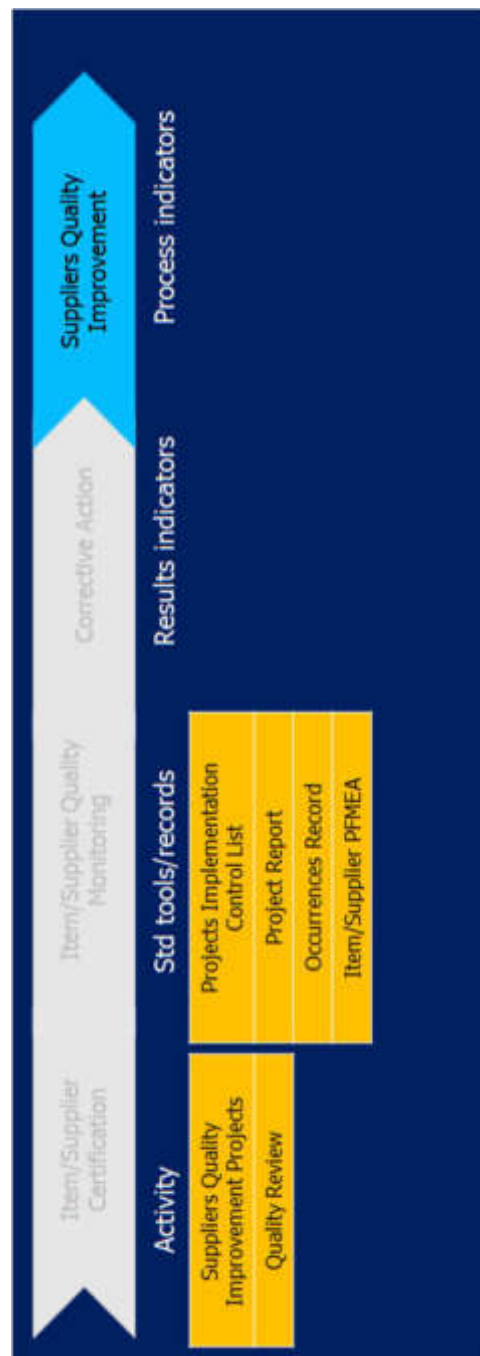 Item/Supplier
Certification
Item/Supplier Quality
Monitoring
Corrective Action
Suppliers Quality
Improvement
Activity
Std tools/records
Results indicators
Process indicators
Suppliers Quality
Improvement Projects
Quality Review
Projects Implementation
Control List
Project Report
Occurrences Record
Item/Supplier PFMEA